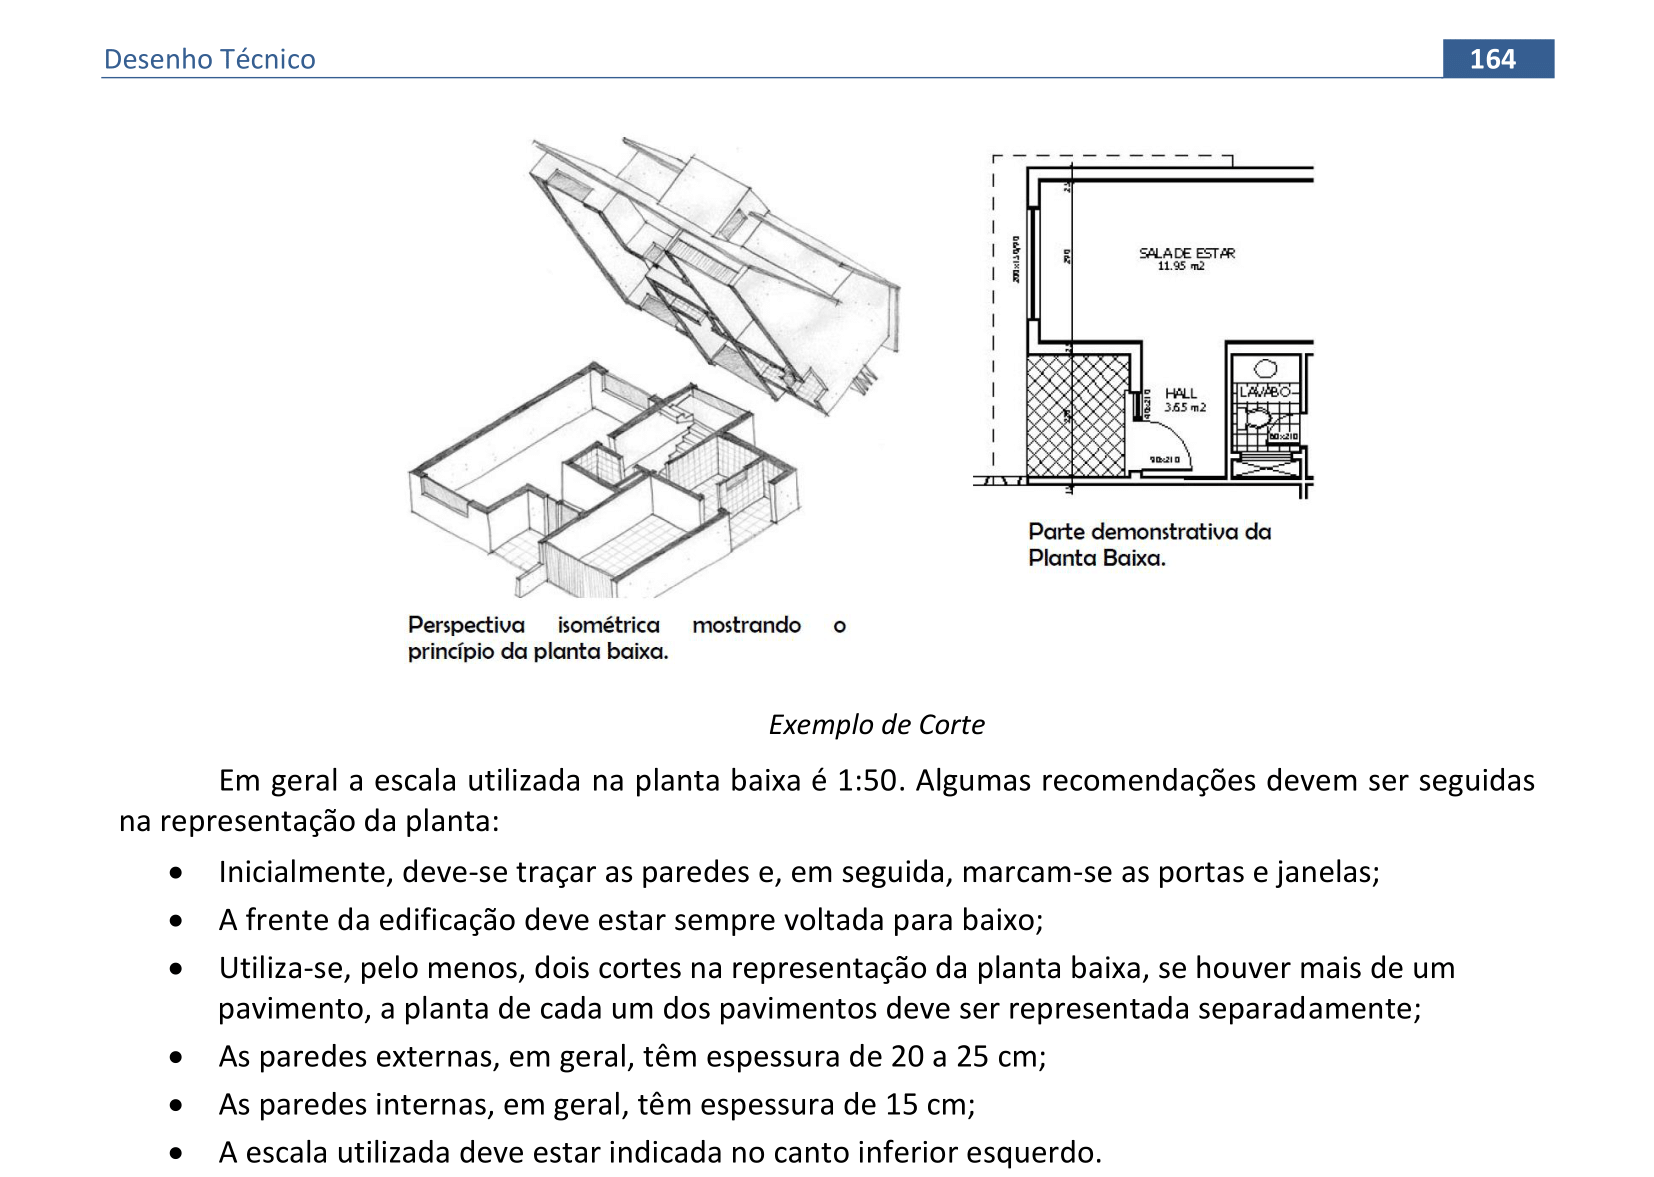 Desenho Técnico
164
200x150/90
290
SALA DE ESTAR
11.95 m2
HALL
3.65 m2
LAVABO
60x210
90x210
Parte demonstrativa da
Planta Baixa.
Perspectiva isométrica mostrando o
princípio da planta baixa.
Exemplo de Corte
Em geral a escala utilizada na planta baixa é 1:50. Algumas recomendações devem ser seguidas
na representação da planta:
• Inicialmente, deve-se traçar as paredes e, em seguida, marcam-se as portas e janelas;
• A frente da edificação deve estar sempre voltada para baixo;
• Utiliza-se, pelo menos, dois cortes na representação da planta baixa, se houver mais de um
pavimento, a planta de cada um dos pavimentos deve ser representada separadamente;
• As paredes externas, em geral, têm espessura de 20 a 25 cm;
• As paredes internas, em geral, têm espessura de 15 cm;
• A escala utilizada deve estar indicada no canto inferior esquerdo.